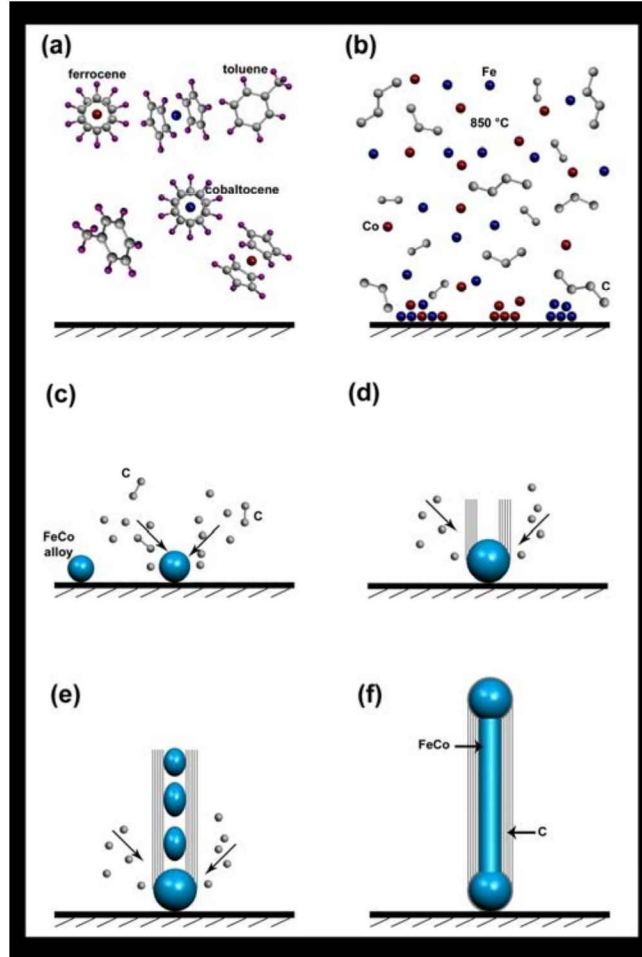 (a)
ferrocene
toluene
cobaltocene
(b)
Fe
850 °C
Co
C
(c)
C
C
FeCo
alloy
(d)
(e)
(f)
FeCo
C